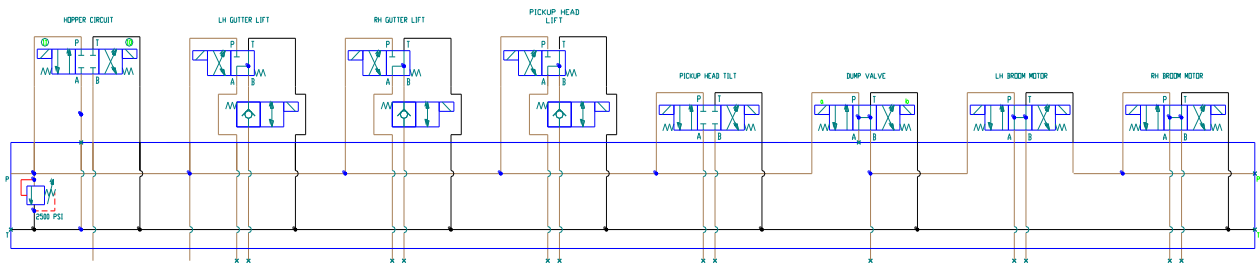 HOPPER CIRCUIT
LH GUTTER LIFT
RH GUTTER LIFT
PICKUP HEAD
LIFT
PICKUP HEAD TILT
DUMP VALVE
LH BROOM MOTOR
RH BROOM MOTOR
P T
A B
P T
A B
P T
A B
P T
A B
P T
A B
P T
A
P T
A B
P T
A B
P
2500 PSI
T